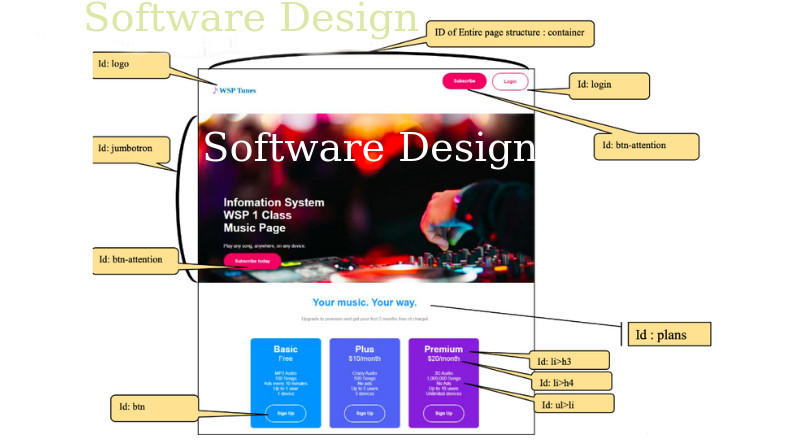 Software Design
ID of Entire page structure : container
Id: logo
WSP Tunes
Subscribe
Login
Id: login
Software Design
Id: jumbotron
Id: btn-attention
Infomation System
WSP 1 Class
Music Page
Play any song, anywhere, on any device.
Id: btn-attention
Subscribe today
Your music. Your way.
Upgrade to premium and get your first 3 months free of charge!
Id : plans
Basic
Free
MP3 Audio
100 Songs
Ads every 10 minutes
Up to 1 user
1 device
Sign Up
Plus
$10/month
Crazy Audio
500 Songs
No ads
Up to 1 users
3 devices
Sign Up
Premium
$20/month
3D Audio
1,000,000 Songs
No Ads
Up to 10 users
Unlimited devices
Sign Up
Id: li>h3
Id: li>h4
Id: ul>li
Id: btn